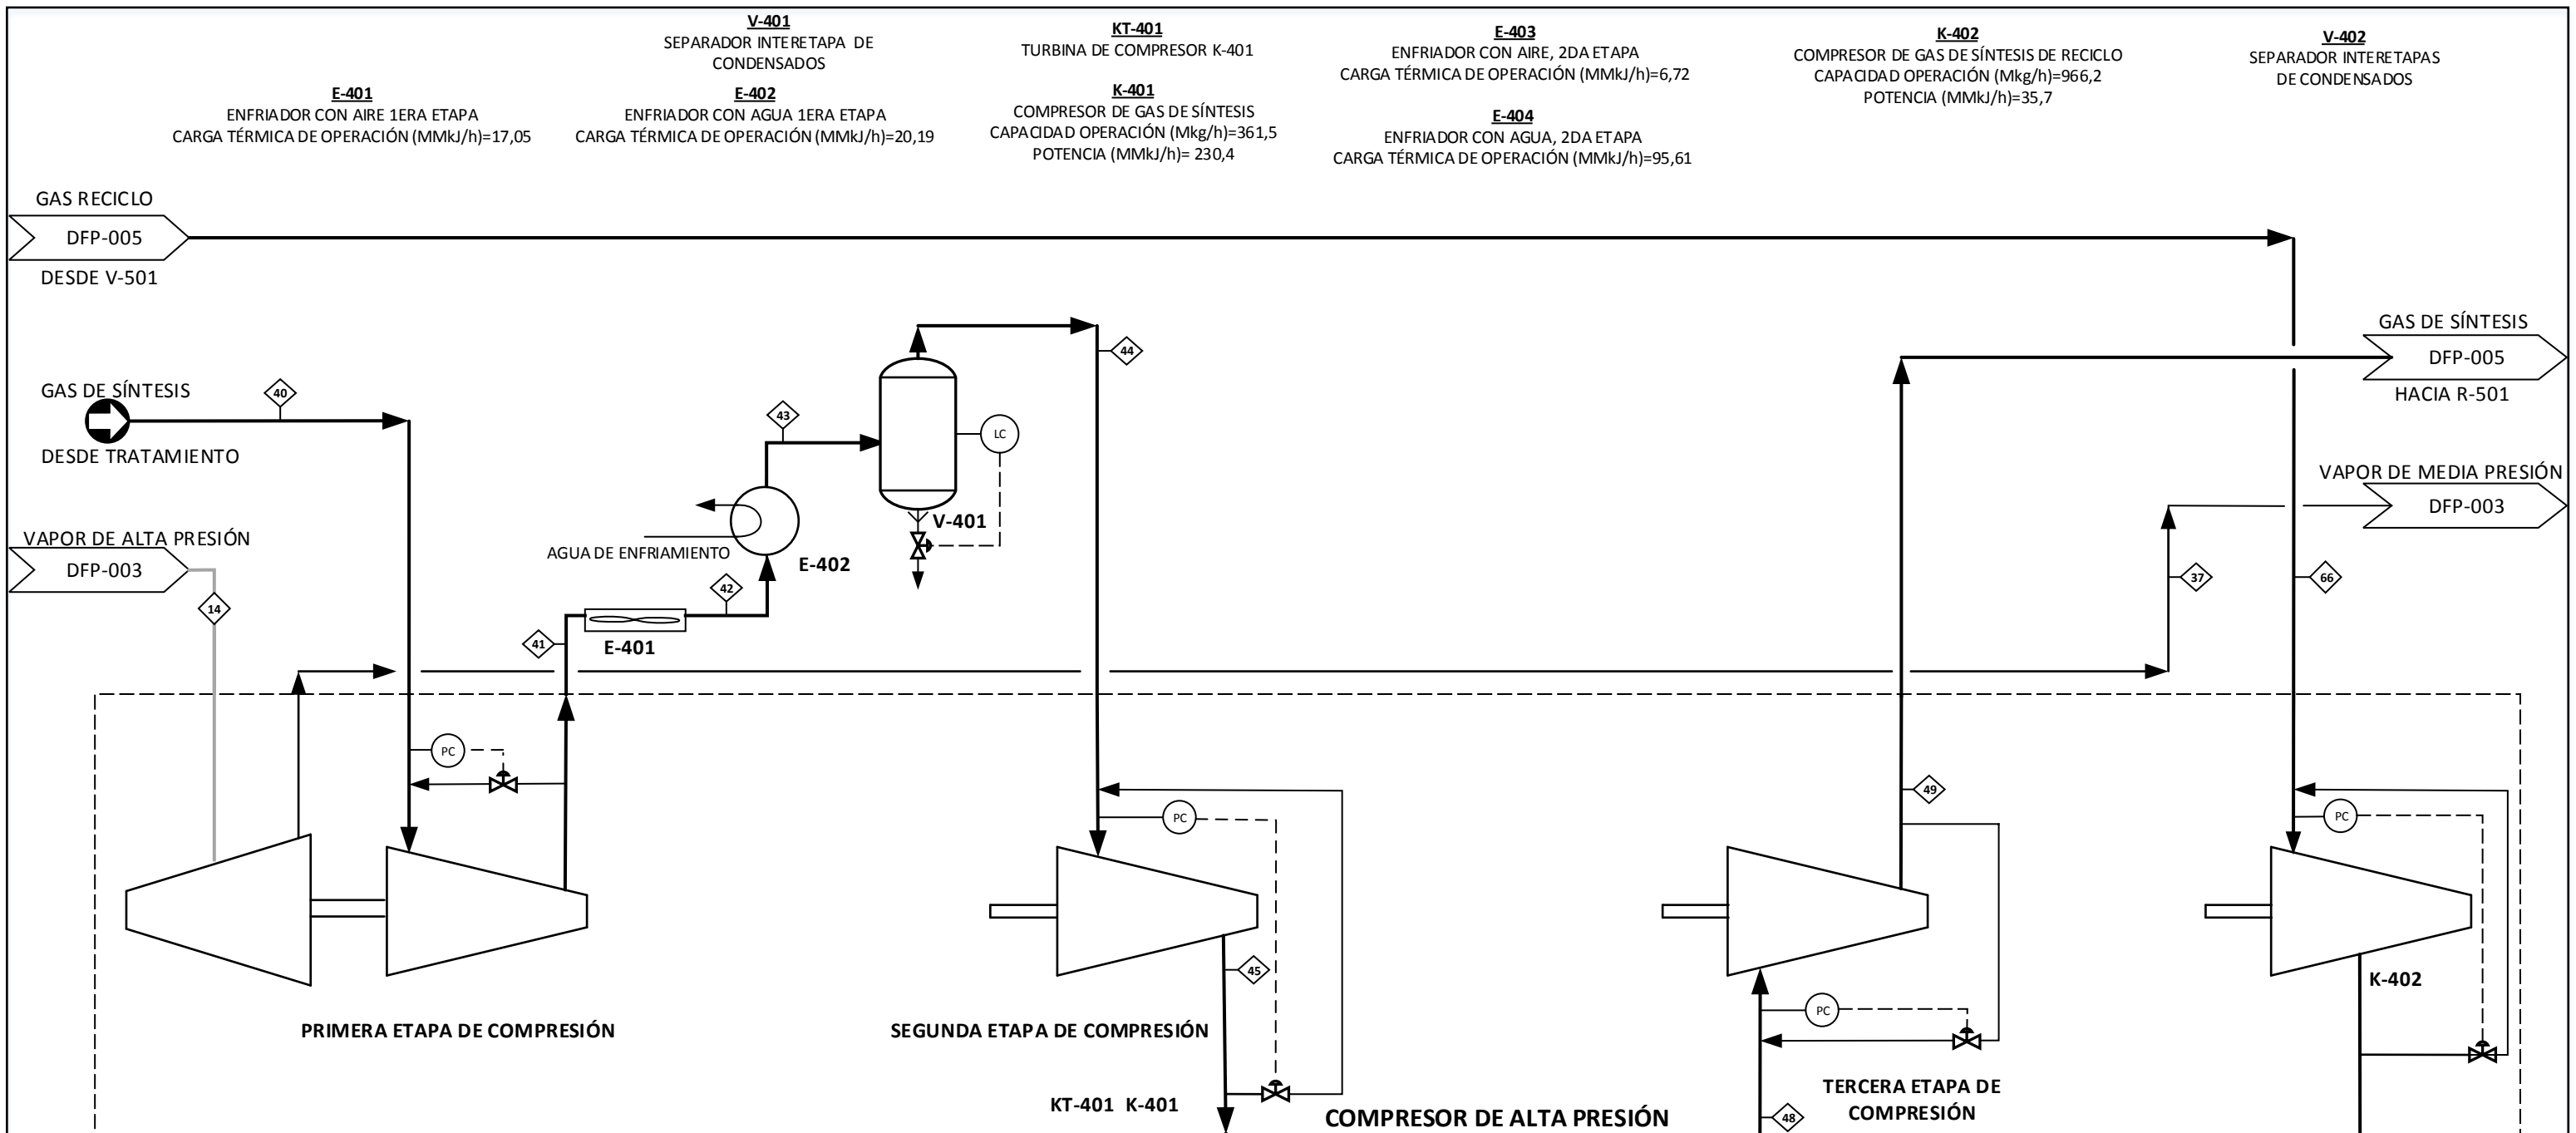 V-401
SEPARADOR INTERETAPA DE
CONDENSADOS
KT-401
TURBINA DE COMPRESOR K-401
E-403
ENFRIADOR CON AIRE, 2DA ETAPA
CARGA TÉRMICA DE OPERACIÓN (MMkJ/h)=6,72
K-402
COMPRESOR DE GAS DE SÍNTESIS DE RECICLO
CAPACIDAD OPERACIÓN (Mkg/h)=966,2
POTENCIA (MMkJ/h)=35,7
V-402
SEPARADOR INTERETAPAS
DE CONDENSADOS
E-401
ENFRIADOR CON AIRE 1ERA ETAPA
CARGA TÉRMICA DE OPERACIÓN (MMkJ/h)=17,05
E-402
ENFRIADOR CON AGUA 1ERA ETAPA
CARGA TÉRMICA DE OPERACIÓN (MMkJ/h)=20,19
K-401
COMPRESOR DE GAS DE SÍNTESIS
CAPACIDAD OPERACIÓN (Mkg/h)=361,5
POTENCIA (MMkJ/h)= 230,4
E-404
ENFRIADOR CON AGUA, 2DA ETAPA
CARGA TÉRMICA DE OPERACIÓN (MMkJ/h)=95,61
GAS RECICLO
DFP-005
DESDE V-501
GAS DE SÍNTESIS
DFP-005
HACIA R-501
44
GAS DE SÍNTESIS
40
DESDE TRATAMIENTO
43
LC
VAPOR DE MEDIA PRESIÓN
DFP-003
V-401
VAPOR DE ALTA PRESIÓN
DFP-003
14
AGUA DE ENFRIAMIENTO
E-402
42
37
66
41
E-401
PC
PC
49
PC
45
K-402
PC
PRIMERA ETAPA DE COMPRESIÓN
SEGUNDA ETAPA DE COMPRESIÓN
TERCERA ETAPA DE
COMPRESIÓN
KT-401 K-401
COMPRESOR DE ALTA PRESIÓN
48